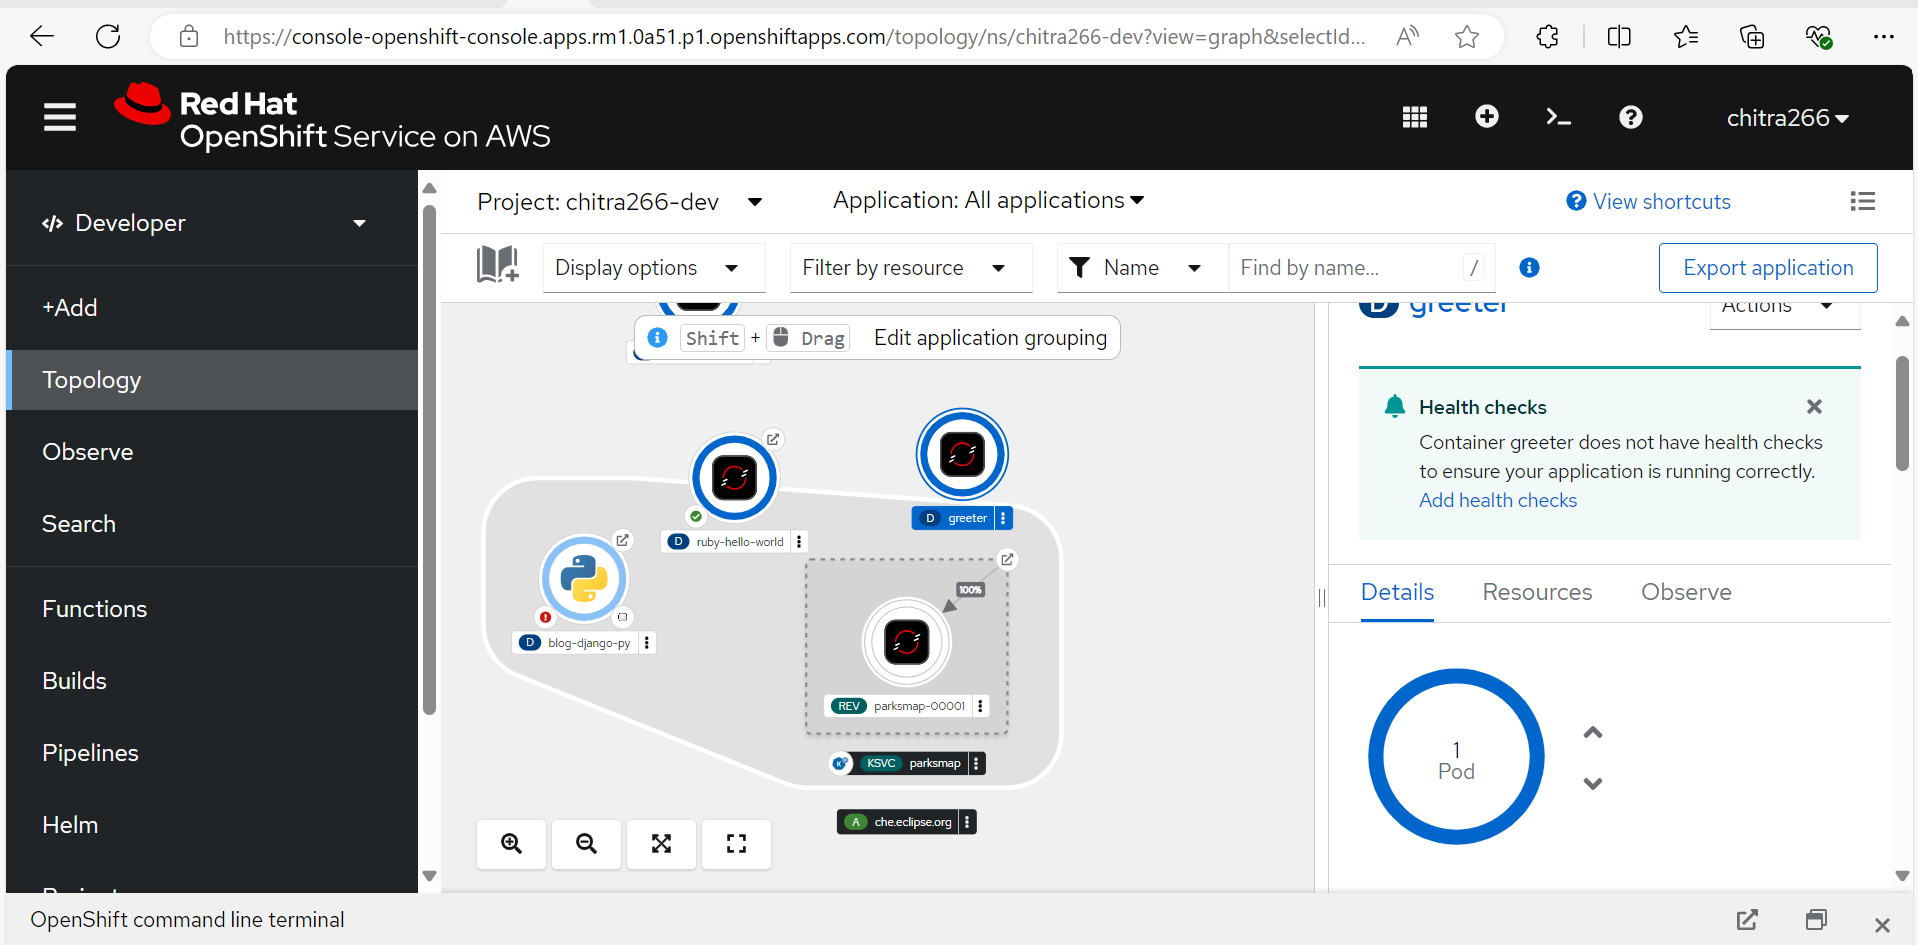 https://console-openshift-console.apps.rm1.0a51.p1.openshiftapps.com/topology/ns/chitra266-dev?view=graph&selectId...
Red Hat
OpenShift Service on AWS
chitra266
Developer
+Add
Topology
Observe
Search
Functions
Builds
Pipelines
Helm
Project: chitra266-dev
Application: All applications
View shortcuts
Display options
Filter by resource
Name
Find by name...
/
Export application
Shift + Drag Edit application grouping
D ruby-hello-world
D greeter
D blog-django-py
100%
REV parksmap-00001
KSVC parksmap
A che.eclipse.org
D greeter
Actions
Health checks
Container greeter does not have health checks
to ensure your application is running correctly.
Add health checks
Details
Resources
Observe
1
Pod
OpenShift command line terminal